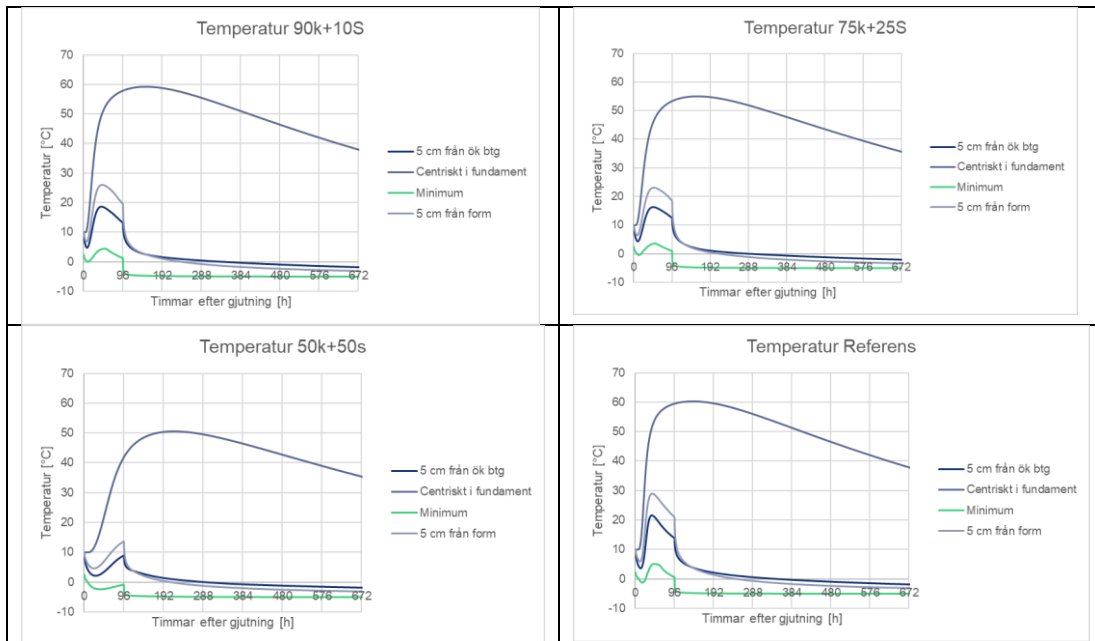 Temperatur 90k+10S
70
60
50
40
30
20
10
0
-10
Temperatur [°C]
0 96 192 288 384 480 576 672
Timmar efter gjutning [h]
5 cm från ök btg
Centriskt i fundament
Minimum
5 cm från form
Temperatur 75k+25S
70
60
50
40
30
20
10
0
-10
Temperatur [°C]
0 96 192 288 384 480 576 672
Timmar efter gjutning [h]
5 cm från ök btg
Centriskt i fundament
Minimum
5 cm från form
Temperatur 50k+50s
70
60
50
40
30
20
10
0
-10
Temperatur [°C]
0 96 192 288 384 480 576 672
Timmar efter gjutning [h]
5 cm från ök btg
Centriskt i fundament
Minimum
5 cm från form
Temperatur Referens
70
60
50
40
30
20
10
0
-10
Temperatur [°C]
0 96 192 288 384 480 576 672
Timmar efter gjutning [h]
5 cm från ök btg
Centriskt i fundament
Minimum
5 cm från form